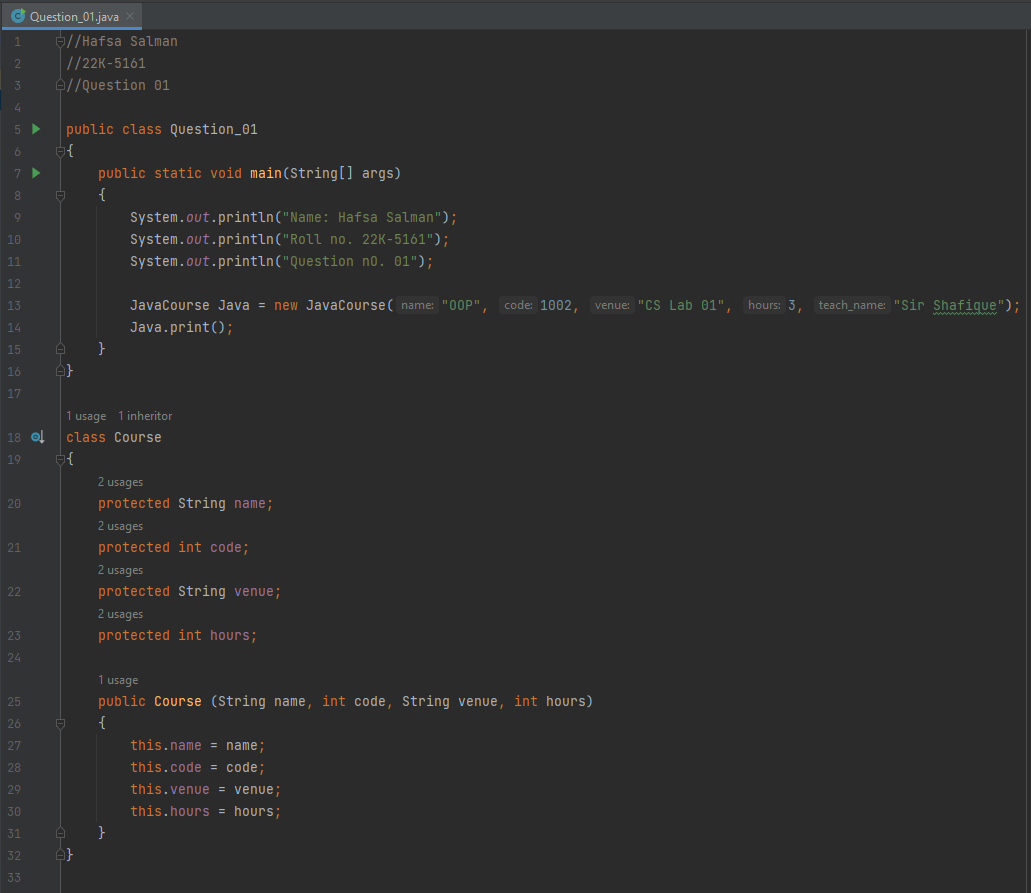 Question_01.java
1 //Hafsa Salman
2 //22K-5161
3 //Question 01
4
5 public class Question_01
6 {
7 public static void main(String[] args)
8 {
9 System.out.println("Name: Hafsa Salman");
10 System.out.println("Roll no. 22K-5161");
11 System.out.println("Question nO. 01");
12
13 JavaCourse Java = new JavaCourse( name: "OOP", code: 1002, venue: "CS Lab 01", hours: 3, teach_name: "Sir Shafique");
14 Java.print();
15 }
16 }
17
1 usage 1 inheritor
18 class Course
19 {
2 usages
20 protected String name;
2 usages
21 protected int code;
2 usages
22 protected String venue;
2 usages
23 protected int hours;
24
1 usage
25 public Course (String name, int code, String venue, int hours)
26 {
27 this.name = name;
28 this.code = code;
29 this.venue = venue;
30 this.hours = hours;
31 }
32 }
33